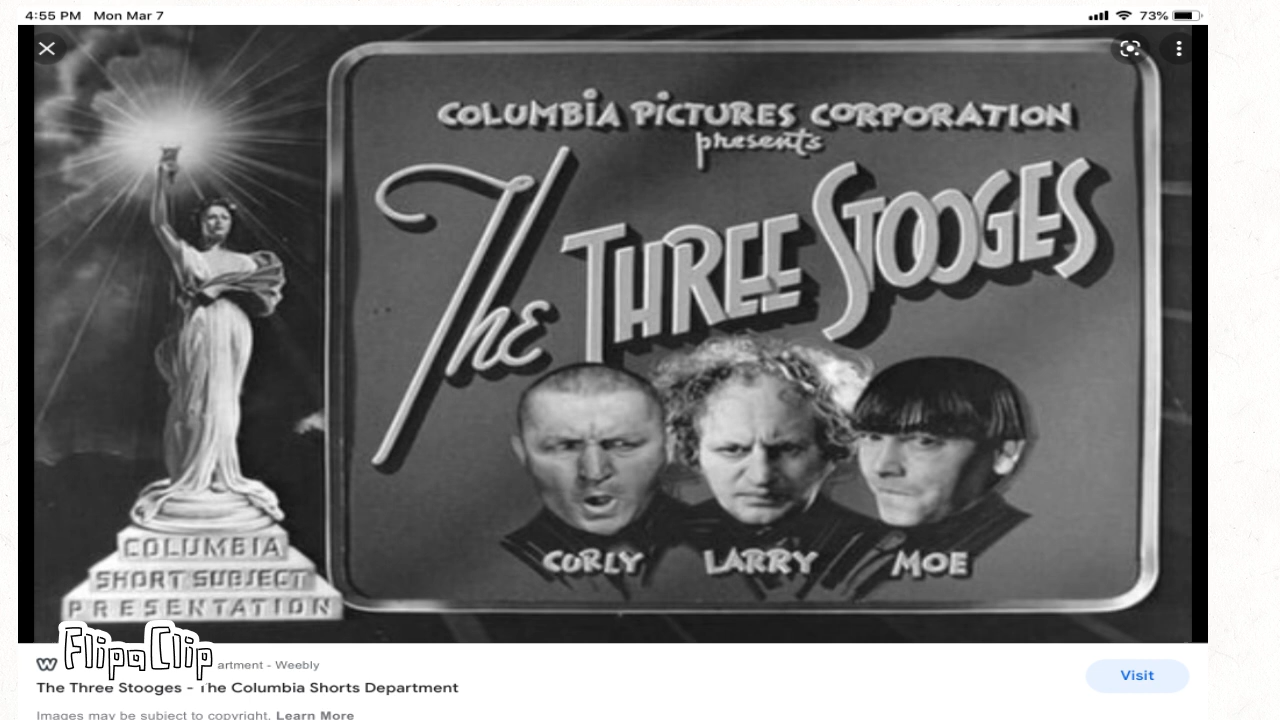 4:55 PM Mon Mar 7
73%
COLUMBIA PICTURES CORPORATION
presents
The THREE STOOGES
CURLY LARRY MOE
COLUMBIA
SHORT SUBJECT
PRESENTATION
FlipaClip
artment - Weebly
Visit
The Three Stooges - The Columbia Shorts Department
Images may be subject to copyright. Learn More